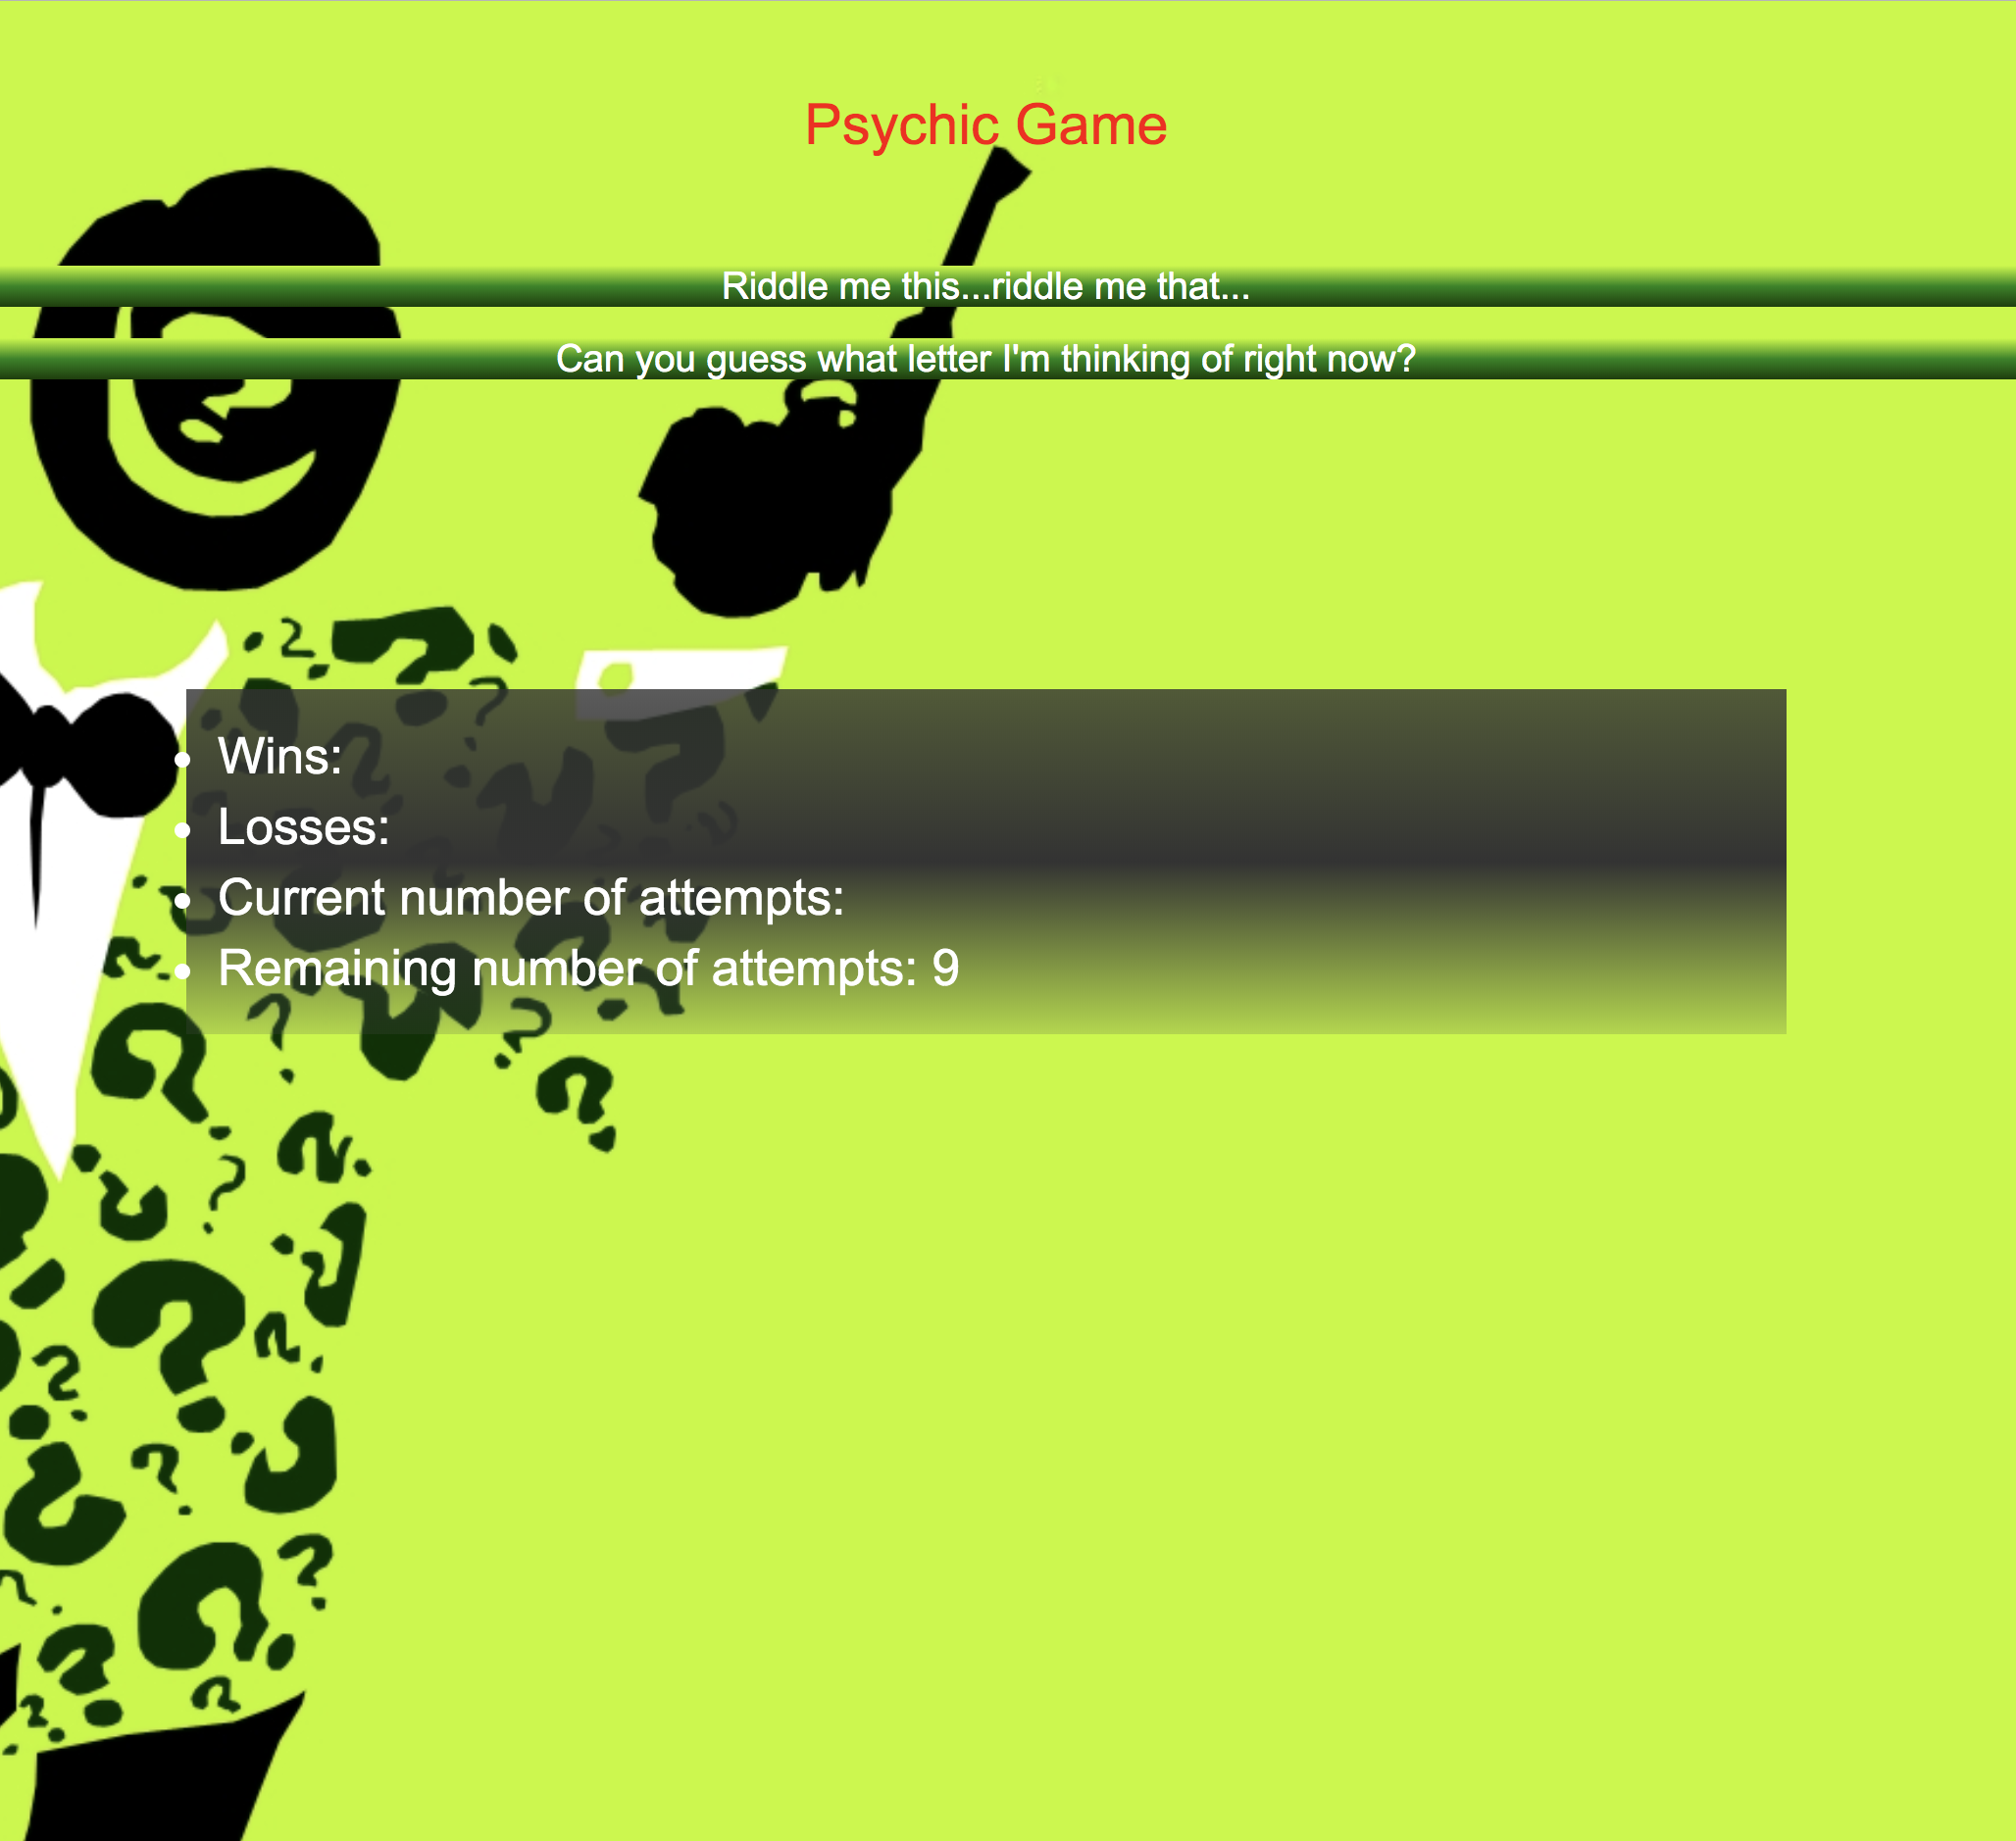 Psychic Game
Riddle me this...riddle me that...
Can you guess what letter I'm thinking of right now?
• Wins:
• Losses:
• Current number of attempts:
• Remaining number of attempts: 9